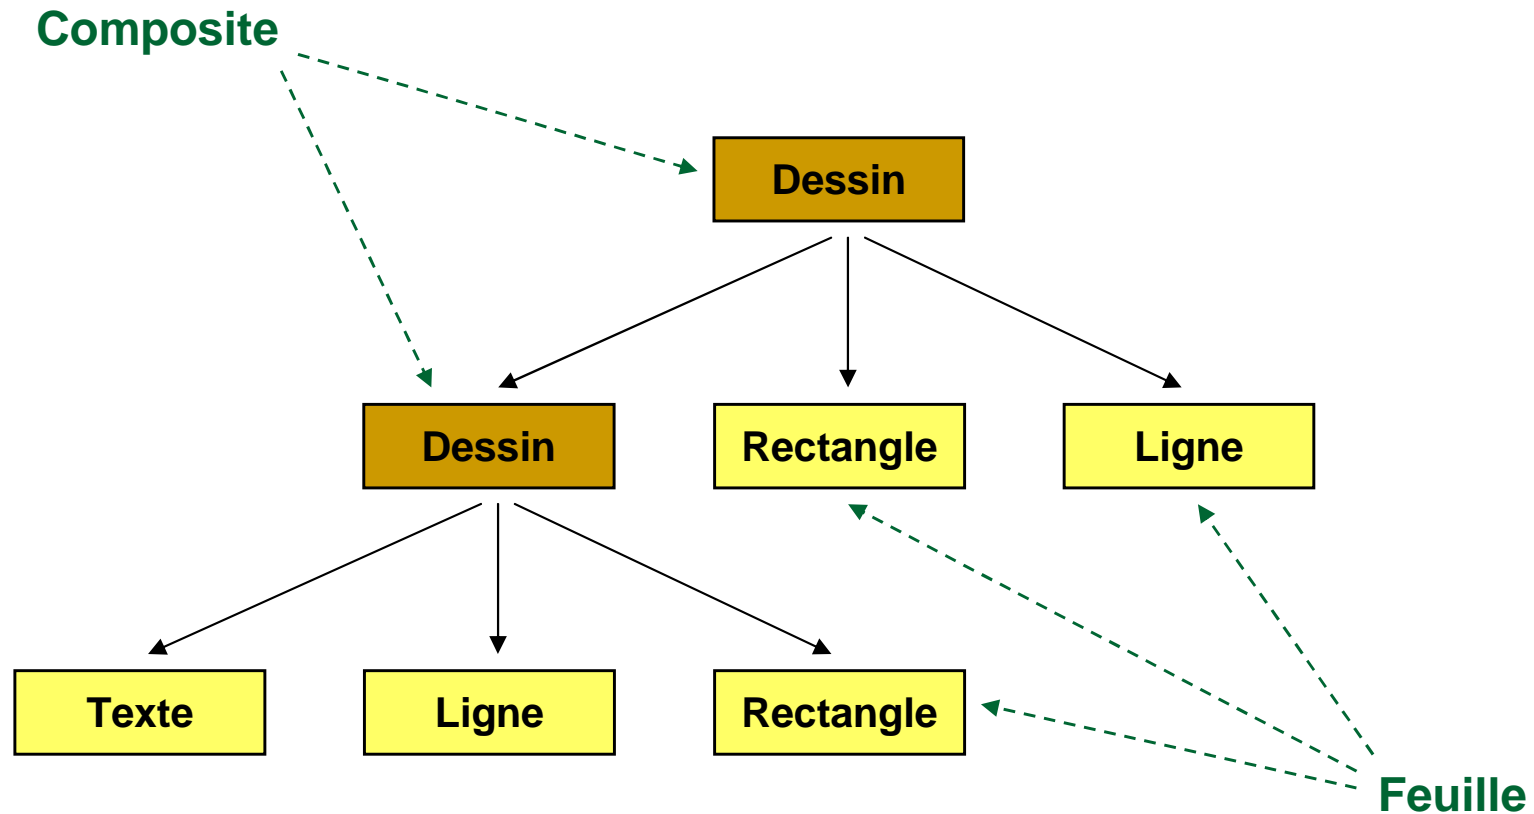 Composite
Dessin
Dessin
Rectangle
Ligne
Texte
Ligne
Rectangle
Feuille